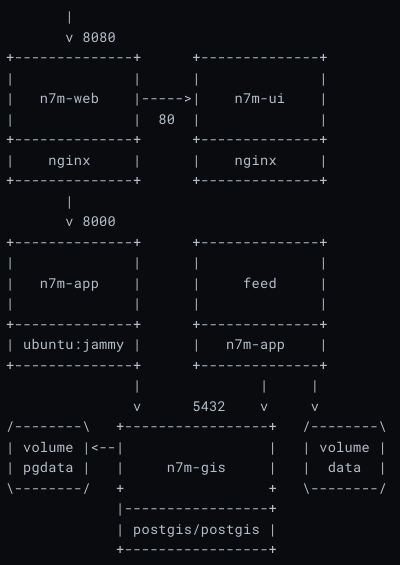 8080
n7m-web n7m-ui
80
nginx nginx
8000
n7m-app feed
ubuntu:jammy n7m-app
5432
volume volume
pgdata n7m-gis data
postgis/postgis